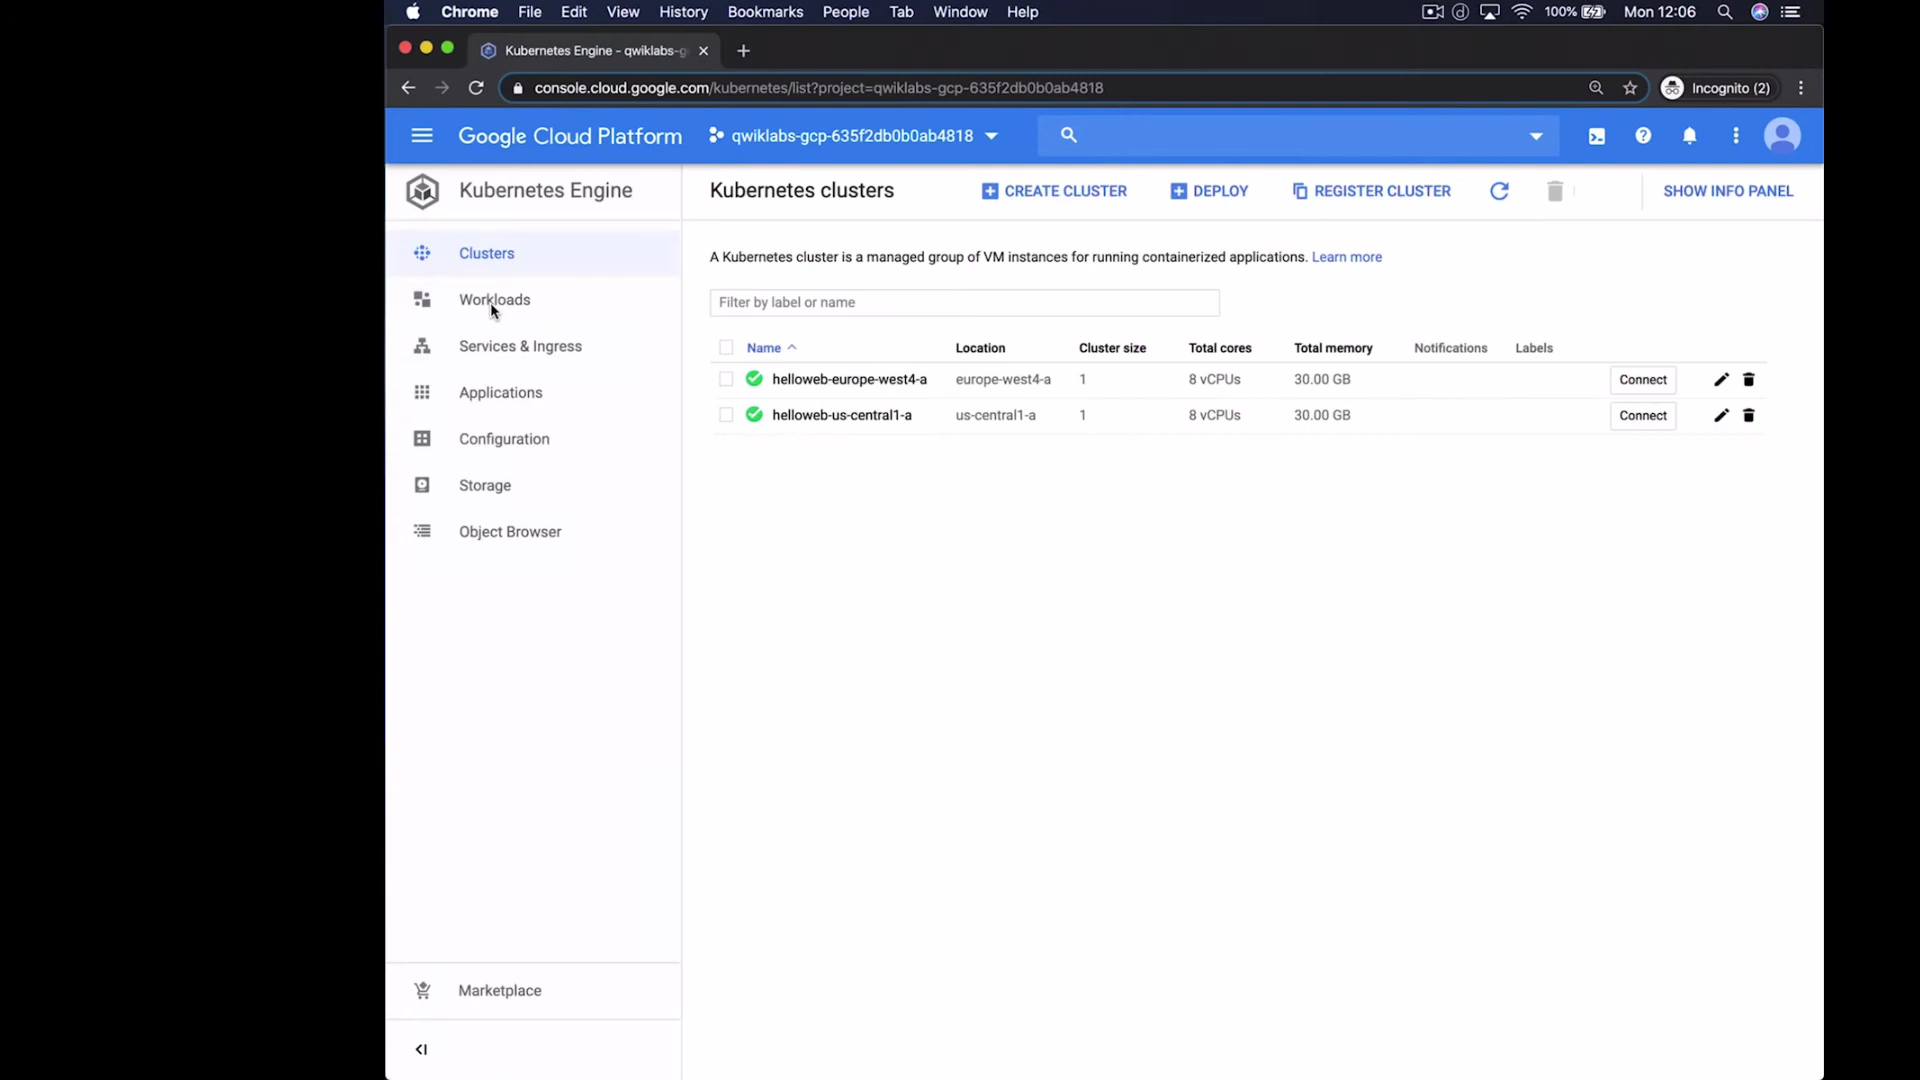 Chrome File Edit View History Bookmarks People Tab Window Help 100% Mon 12:06
Kubernetes Engine - qwiklabs-g
console.cloud.google.com/kubernetes/list?project=qwiklabs-gcp-635f2db0b0ab4818 Incognito (2)
Google Cloud Platform qwiklabs-gcp-635f2db0b0ab4818
Kubernetes Engine
Kubernetes clusters CREATE CLUSTER DEPLOY REGISTER CLUSTER SHOW INFO PANEL
Clusters
Workloads
Services & Ingress
Applications
Configuration
Storage
Object Browser
Marketplace
A Kubernetes cluster is a managed group of VM instances for running containerized applications. Learn more
Filter by label or name
Name Location Cluster size Total cores Total memory Notifications Labels
helloweb-europe-west4-a europe-west4-a 1 8 vCPUs 30.00 GB Connect
helloweb-us-central1-a us-central1-a 1 8 vCPUs 30.00 GB Connect